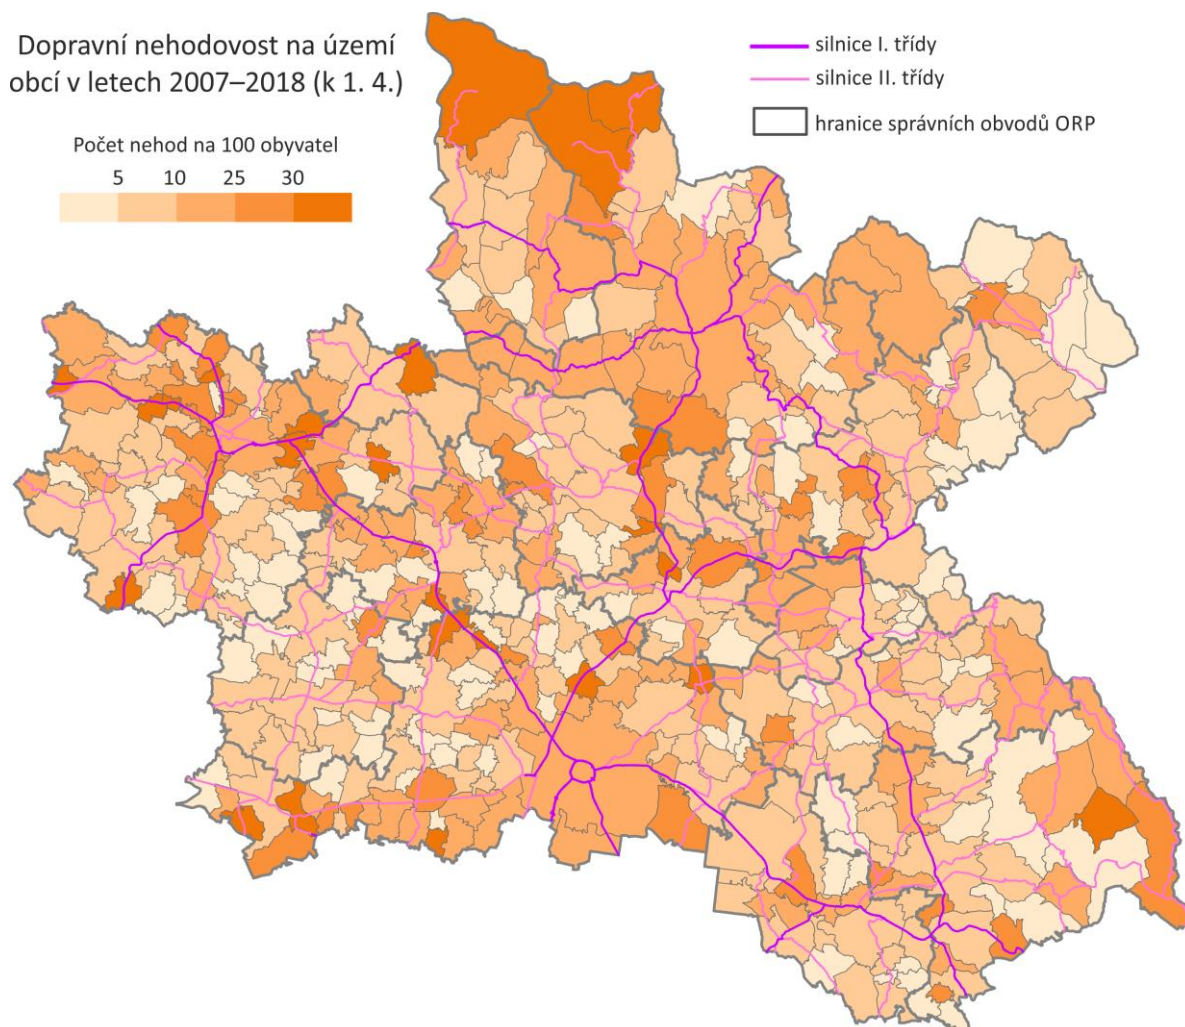 Dopravní nehodovost na území
obcí v letech 2007–2018 (k 1. 4.)
Počet nehod na 100 obyvatel
5 10 25 30
silnice I. třídy
silnice II. třídy
hranice správních obvodů ORP